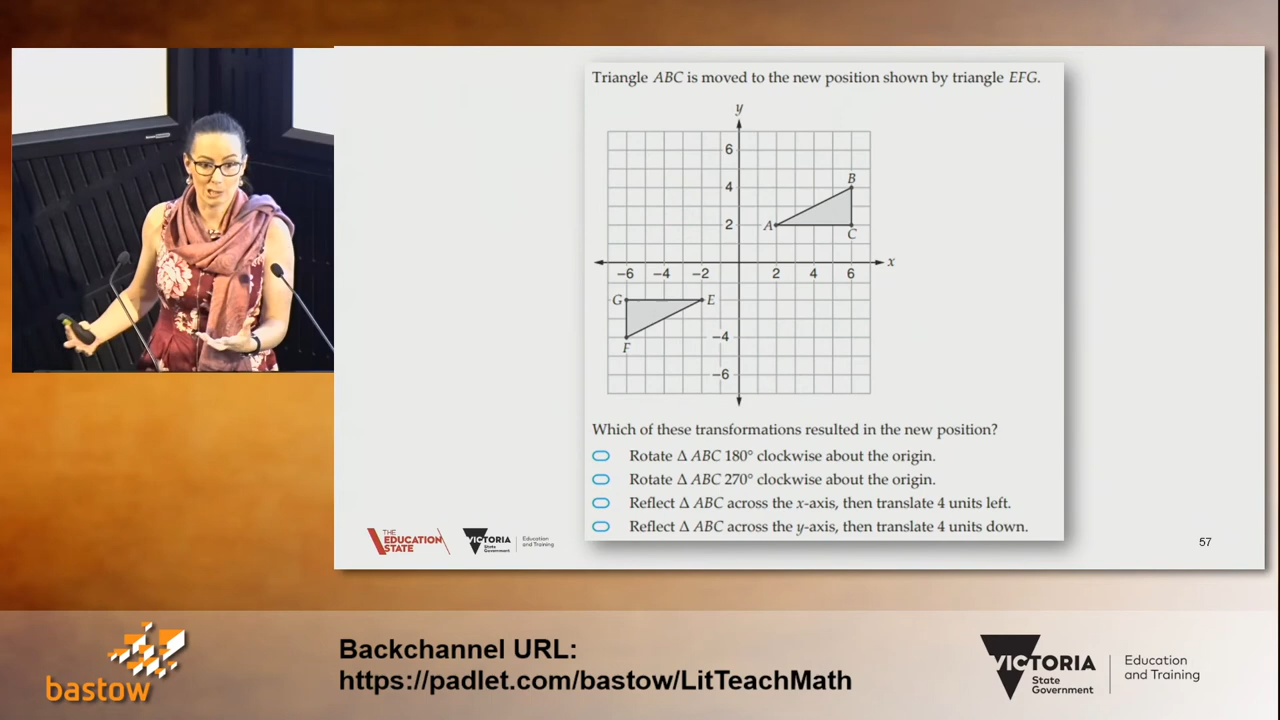 Triangle ABC is moved to the new position shown by triangle EFG.
y
6
B
4
A
2
C
x
−6 −4 −2 2 4 6
G E
−4
F
−6
Which of these transformations resulted in the new position?
Rotate Δ ABC 180° clockwise about the origin.
Rotate Δ ABC 270° clockwise about the origin.
Reflect Δ ABC across the x-axis, then translate 4 units left.
Reflect Δ ABC across the y-axis, then translate 4 units down.
THE
EDUCATION
STATE
VICTORIA
State
Government
Education
and Training
57
bastow
Backchannel URL:
https://padlet.com/bastow/LitTeachMath
VICTORIA
State
Government
Education
and Training